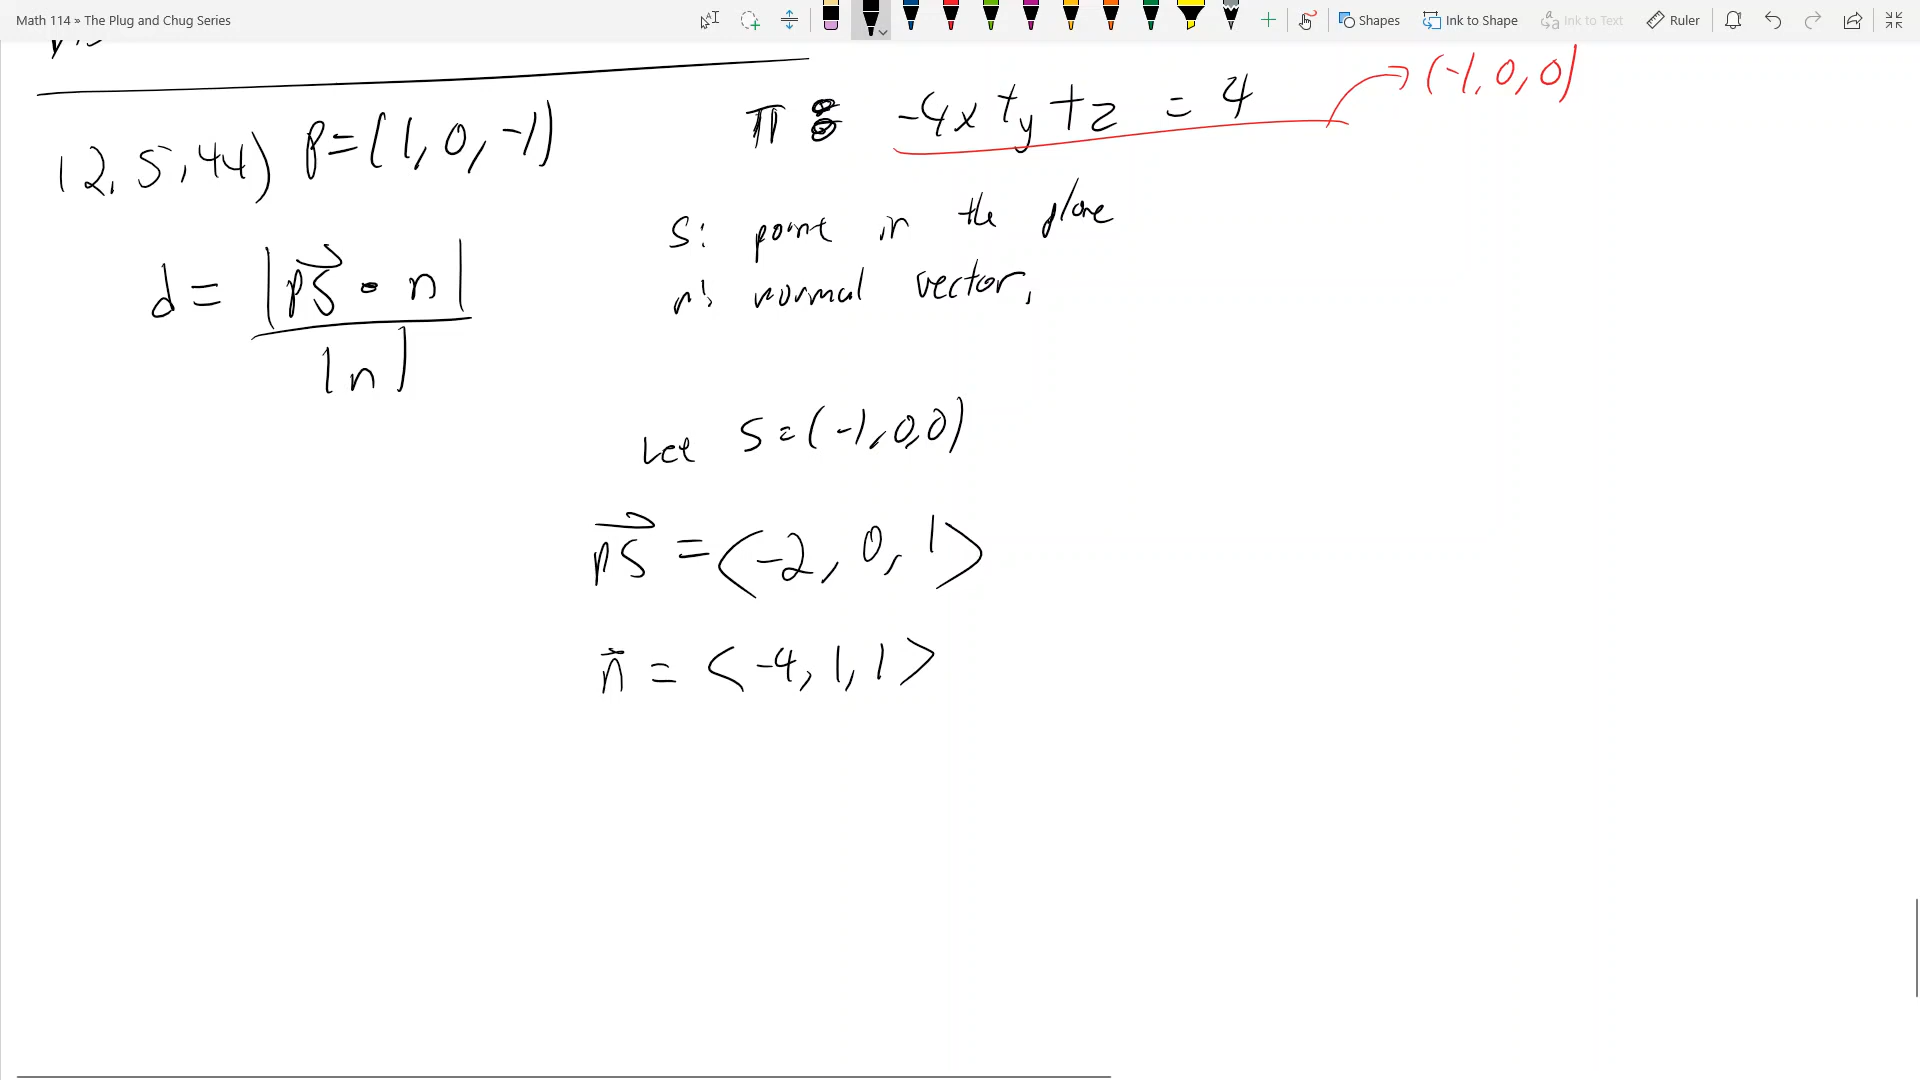 Math 114 » The Plug and Chug Series
Shapes
Ink to Shape
Ink to Text
Ruler
12.5.44) P=(1, 0, -1)
π: -4x+y+z = 4
(-1, 0, 0)
S: point in the plane
n: normal vector.
d = |PS⃗ • n| / |n|
Let S=(-1,0,0)
PS⃗ = <-2, 0, 1>
n⃗ = <-4, 1, 1>